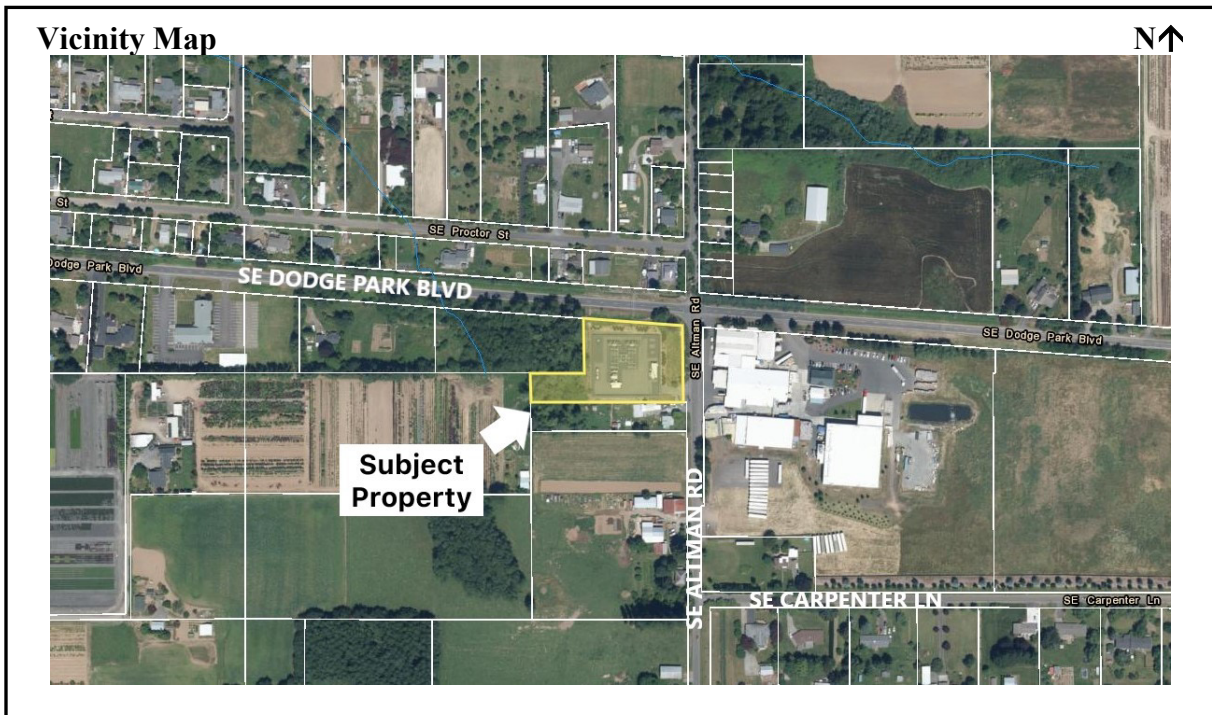 Vicinity Map
N↑
St
SE Proctor St
Dodge Park Blvd
SE DODGE PARK BLVD
SE Altman Rd
SE Dodge Park Blvd
Subject
Property
SE ALTMAN RD
SE CARPENTER LN
SE Carpenter Ln